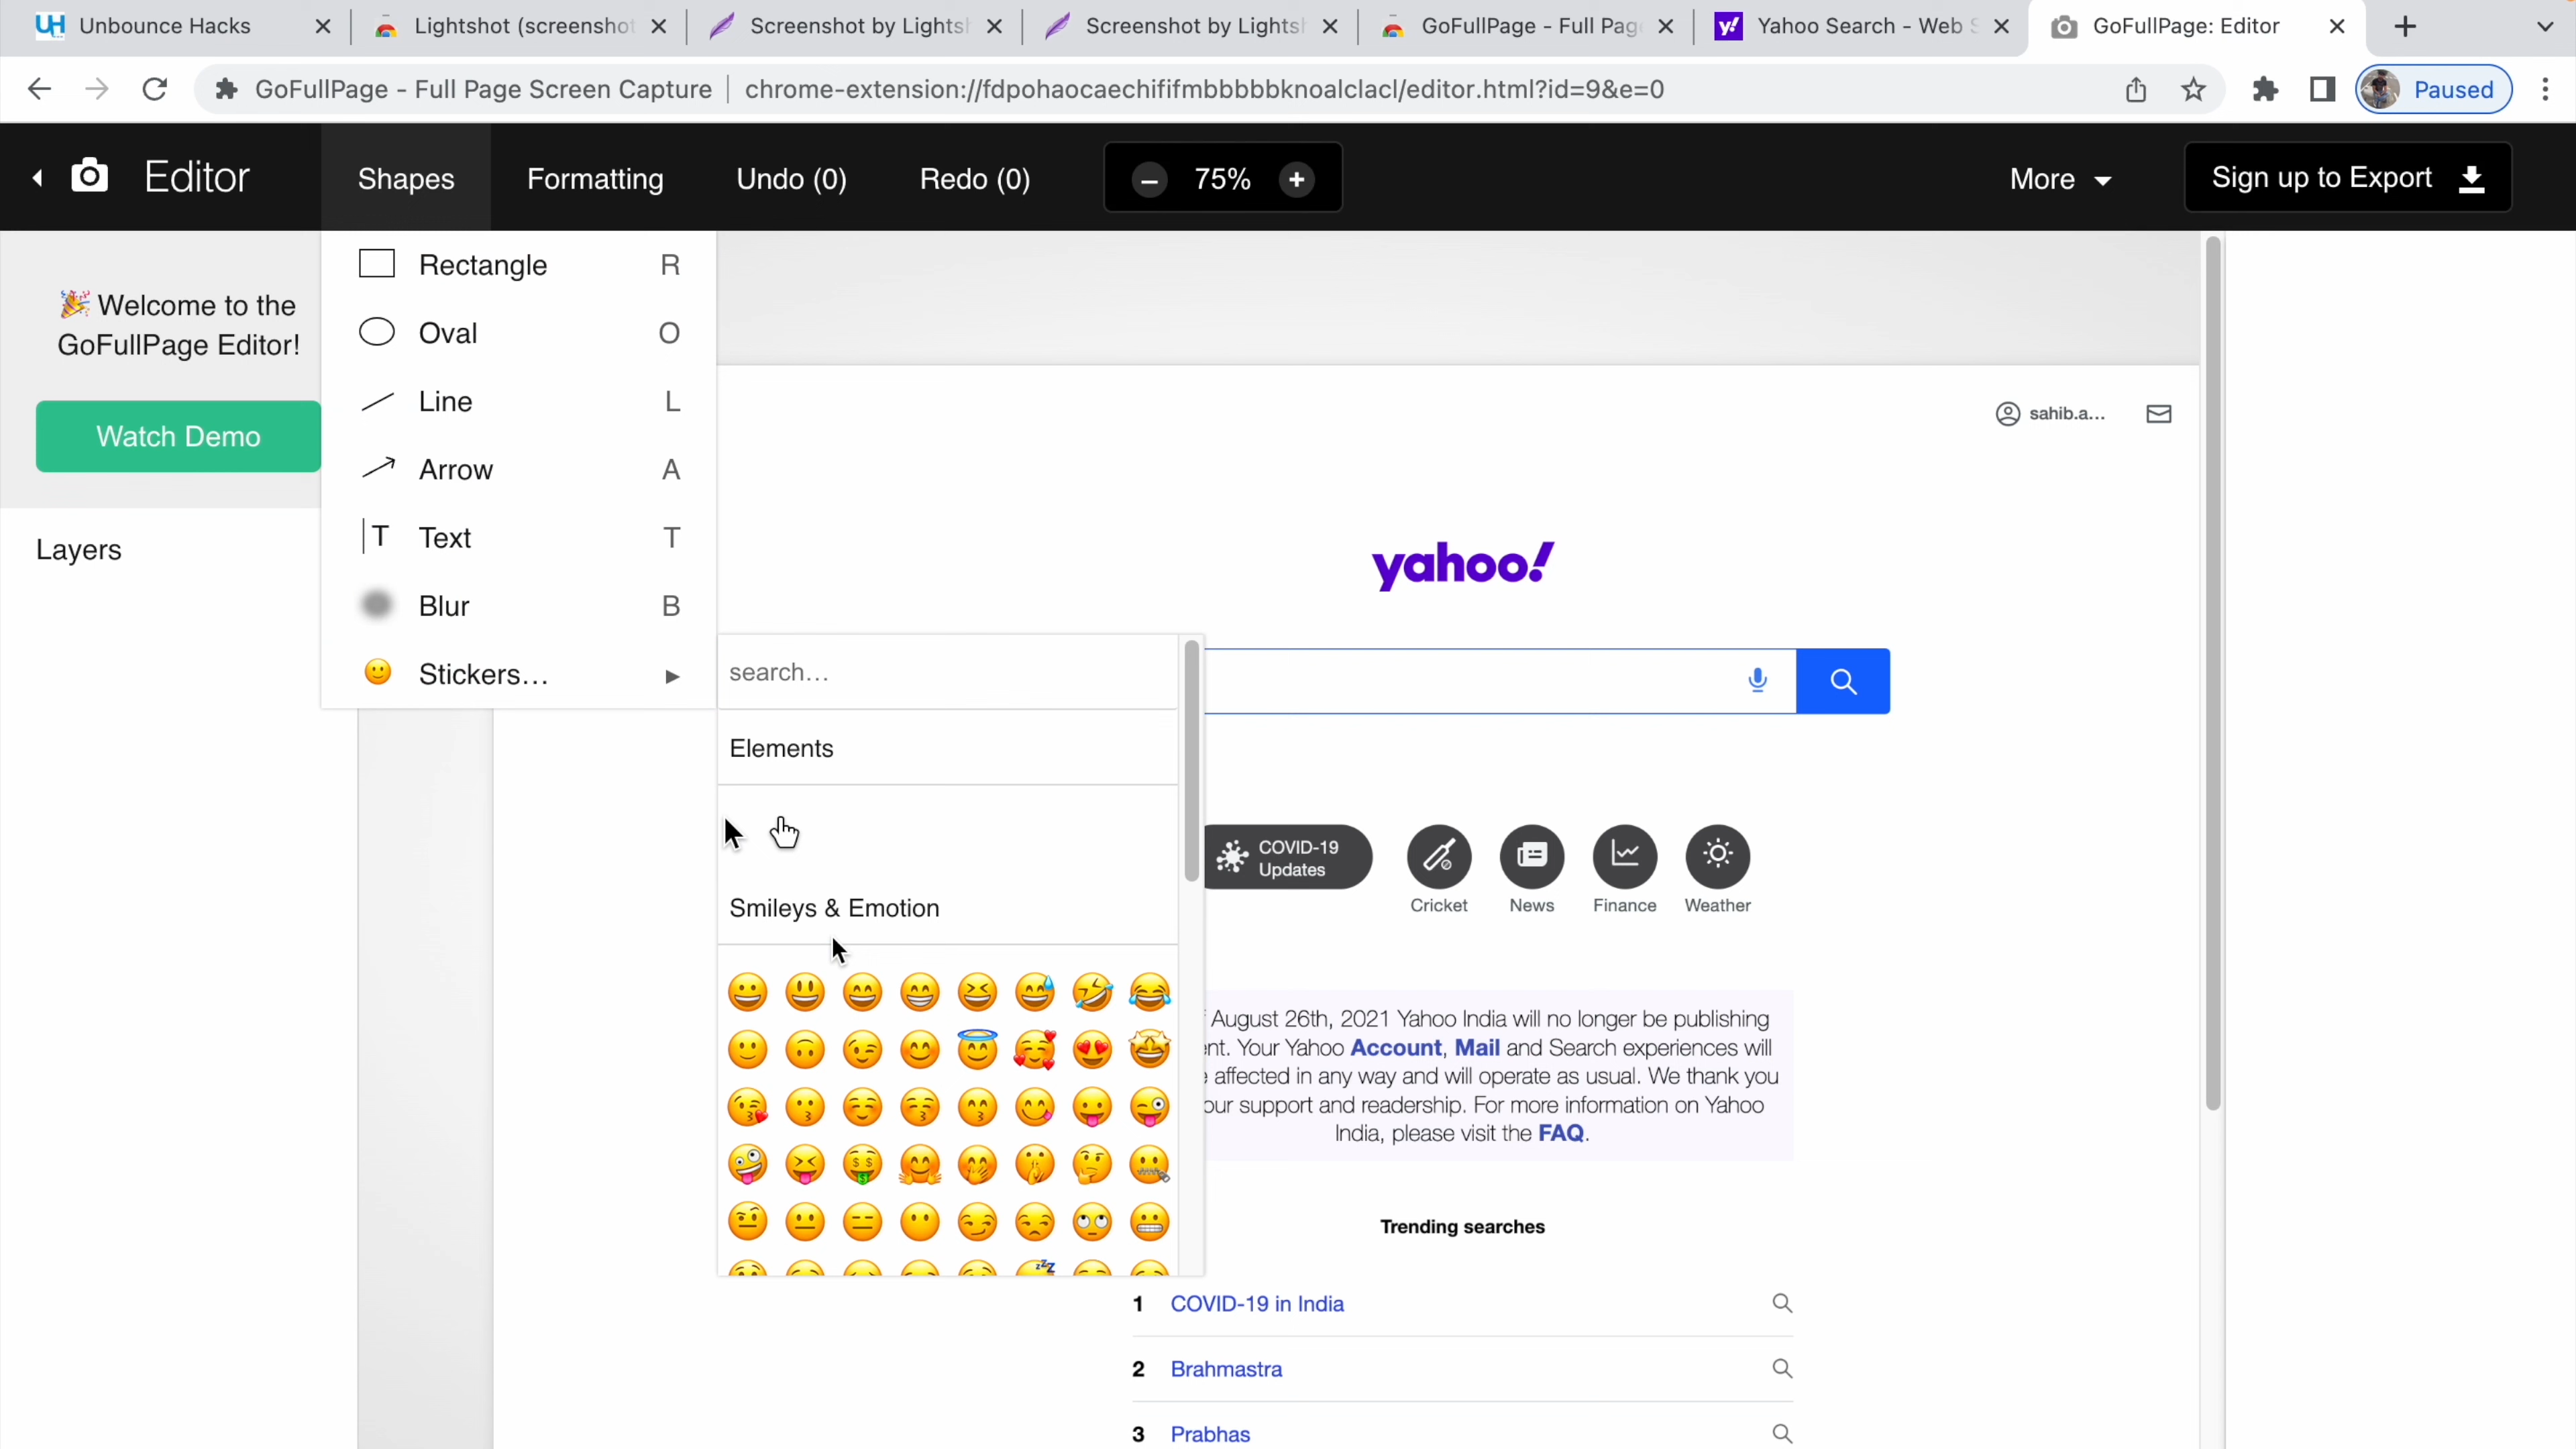 Unbounce Hacks
Lightshot (screenshot
Screenshot by Lightsh
Screenshot by Lightsh
GoFullPage - Full Page
Yahoo Search - Web S
GoFullPage: Editor
GoFullPage - Full Page Screen Capture | chrome-extension://fdpohaocaechififmbbbbbknoalclacl/editor.html?id=9&e=0
Paused
Editor
Shapes
Formatting
Undo (0)
Redo (0)
75%
More
Sign up to Export
🎉 Welcome to the
GoFullPage Editor!
Watch Demo
Layers
Rectangle R
Oval O
Line L
Arrow A
T Text T
Blur B
Stickers…
search…
Elements
Smileys & Emotion
sahib.a...
yahoo!
COVID-19
Updates
Cricket
News
Finance
Weather
August 26th, 2021 Yahoo India will no longer be publishing
nt. Your Yahoo Account, Mail and Search experiences will
affected in any way and will operate as usual. We thank you
our support and readership. For more information on Yahoo
India, please visit the FAQ.
Trending searches
1 COVID-19 in India
2 Brahmastra
3 Prabhas